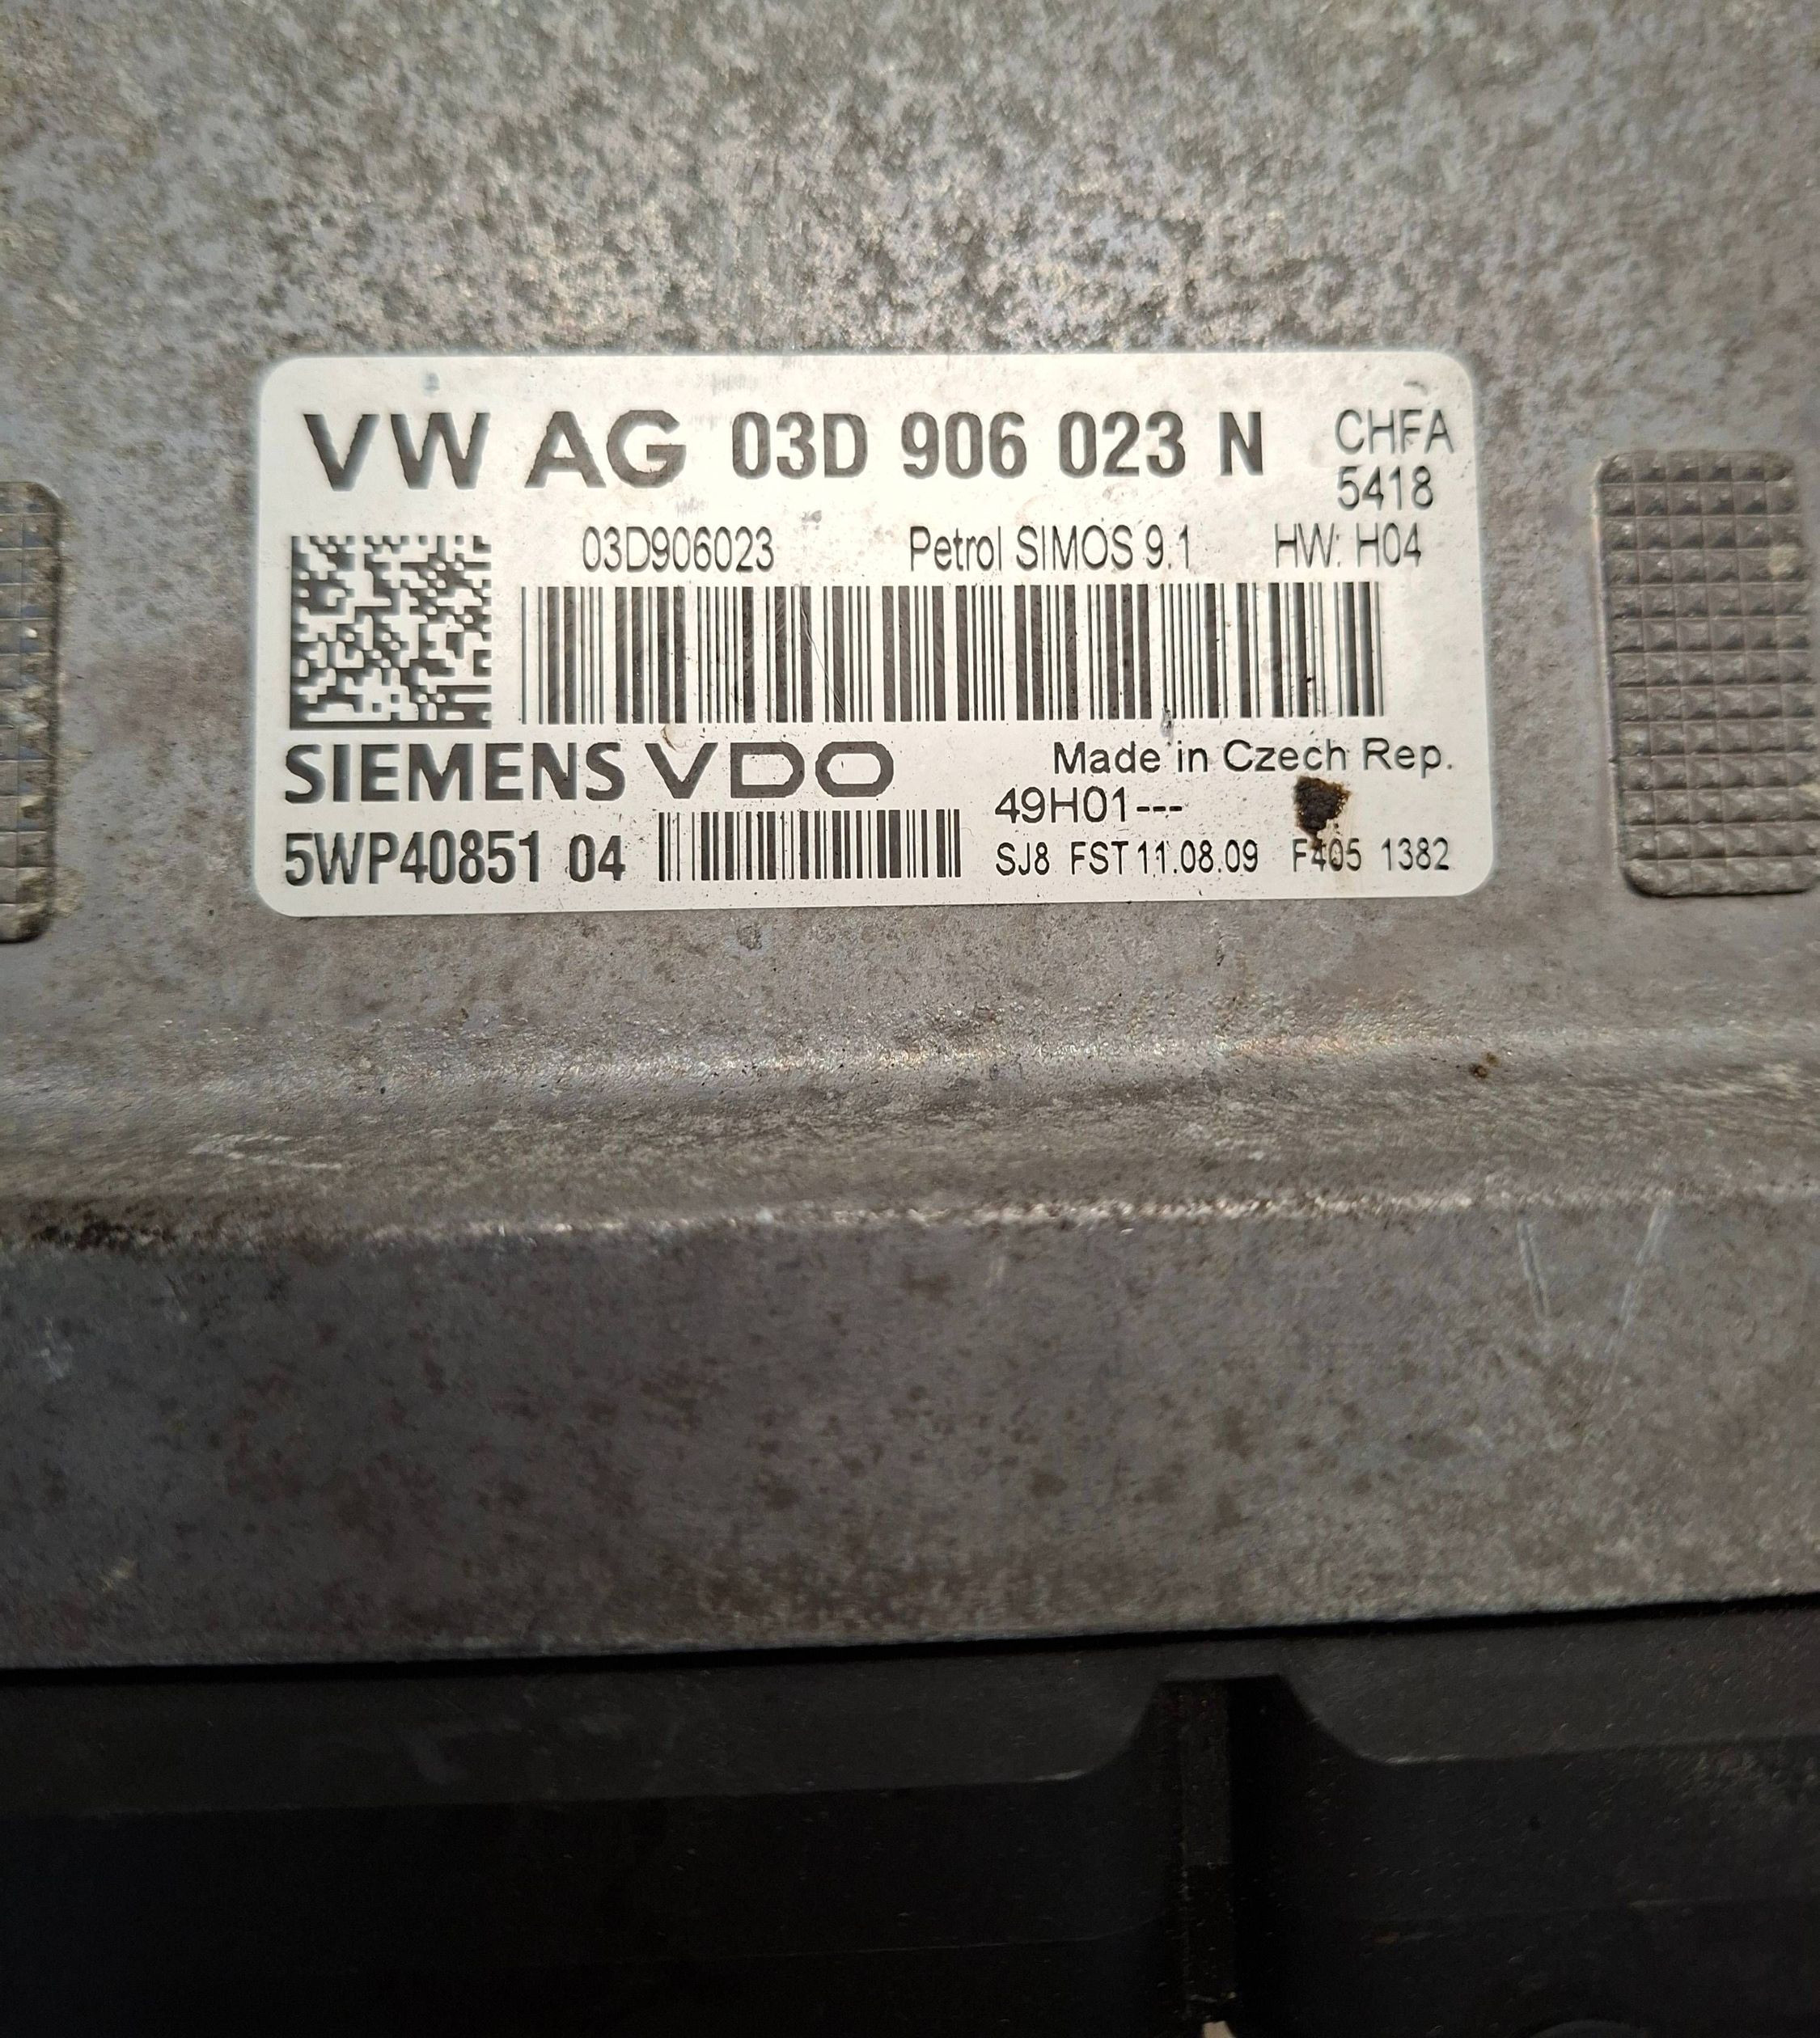 VW AG 03D 906 023 N CHFA
5418
03D906023 Petrol SIMOS 9.1 HW: H04
SIEMENS VDO Made in Czech Rep.
49H01---
5WP40851 04 SJ8 FST 11.08.09 F405 1382